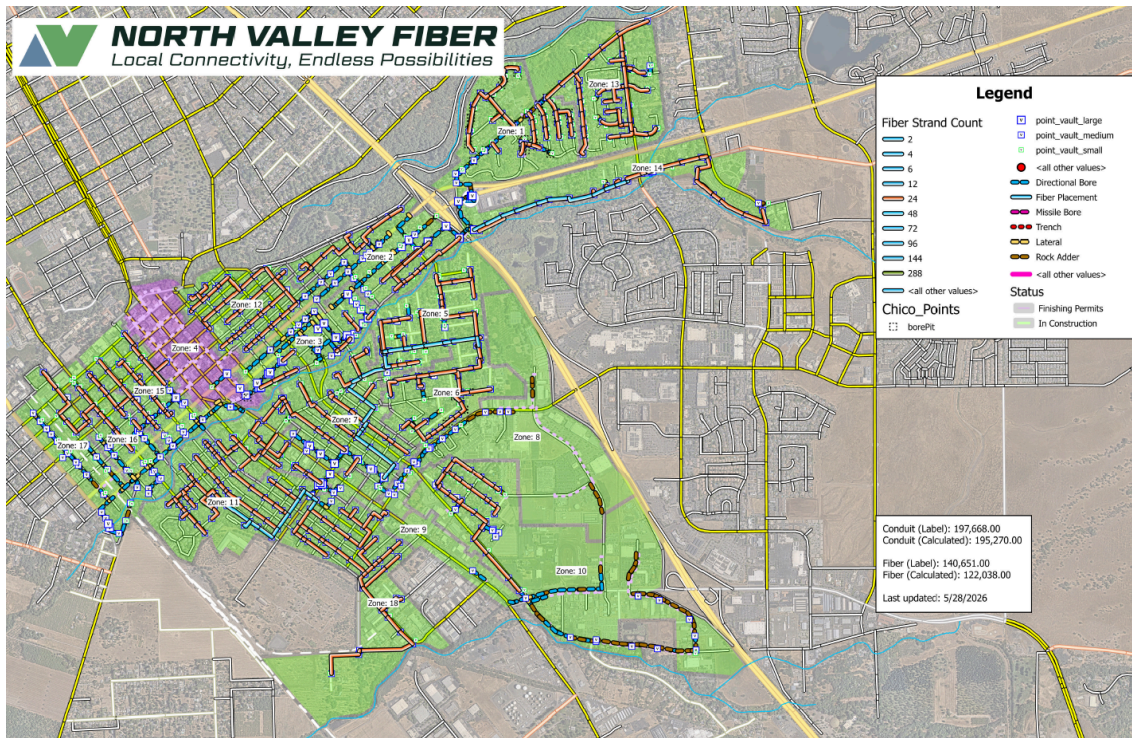 NORTH VALLEY FIBER
Local Connectivity, Endless Possibilities
Legend
Fiber Strand Count
2
4
6
12
24
48
72
96
144
288
<all other values>
Chico_Points
borePit
point_vault_large
point_vault_medium
point_vault_small
<all other values>
Directional Bore
Fiber Placement
Missile Bore
Trench
Lateral
Rock Adder
<all other values>
Status
Finishing Permits
In Construction
Zone: 13
Zone: 1
Zone: 14
Zone: 2
Zone: 12
Zone: 5
Zone: 3
Zone: 4
Zone: 15
Zone: 6
Zone: 7
Zone: 8
Zone: 16
Zone: 17
Zone: 11
Zone: 9
Zone: 10
Zone: 18
Conduit (Label): 197,668.00
Conduit (Calculated): 195,270.00
Fiber (Label): 140,651.00
Fiber (Calculated): 122,038.00
Last updated: 5/28/2026